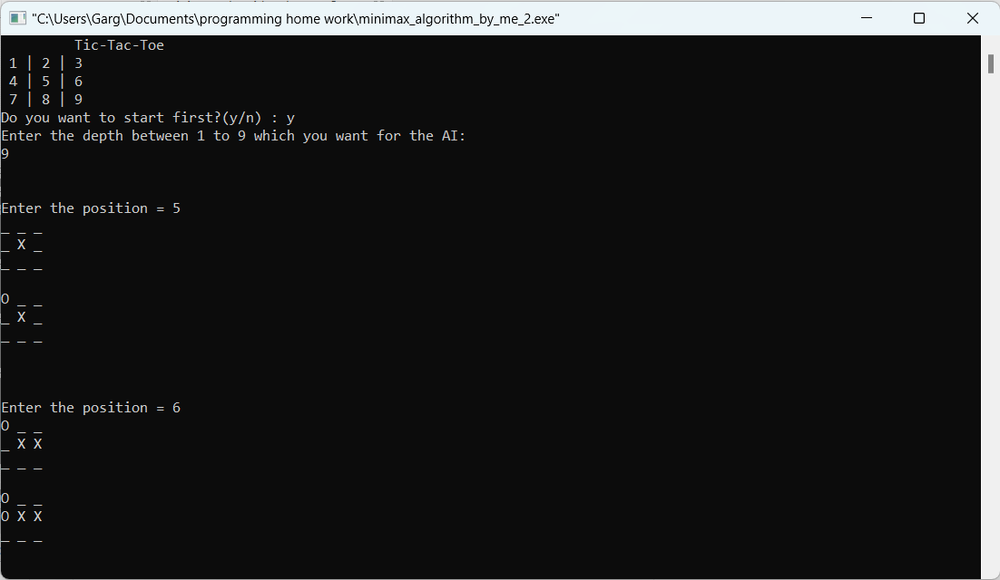 "C:\Users\Garg\Documents\programming home work\minimax_algorithm_by_me_2.exe"
Tic-Tac-Toe
1 | 2 | 3
4 | 5 | 6
7 | 8 | 9
Do you want to start first?(y/n) : y
Enter the depth between 1 to 9 which you want for the AI:
9
Enter the position = 5
_ _ _
_ X _
_ _ _
O _ _
_ X _
_ _ _
Enter the position = 6
O _ _
_ X X
_ _ _
O _ _
O X X
_ _ _